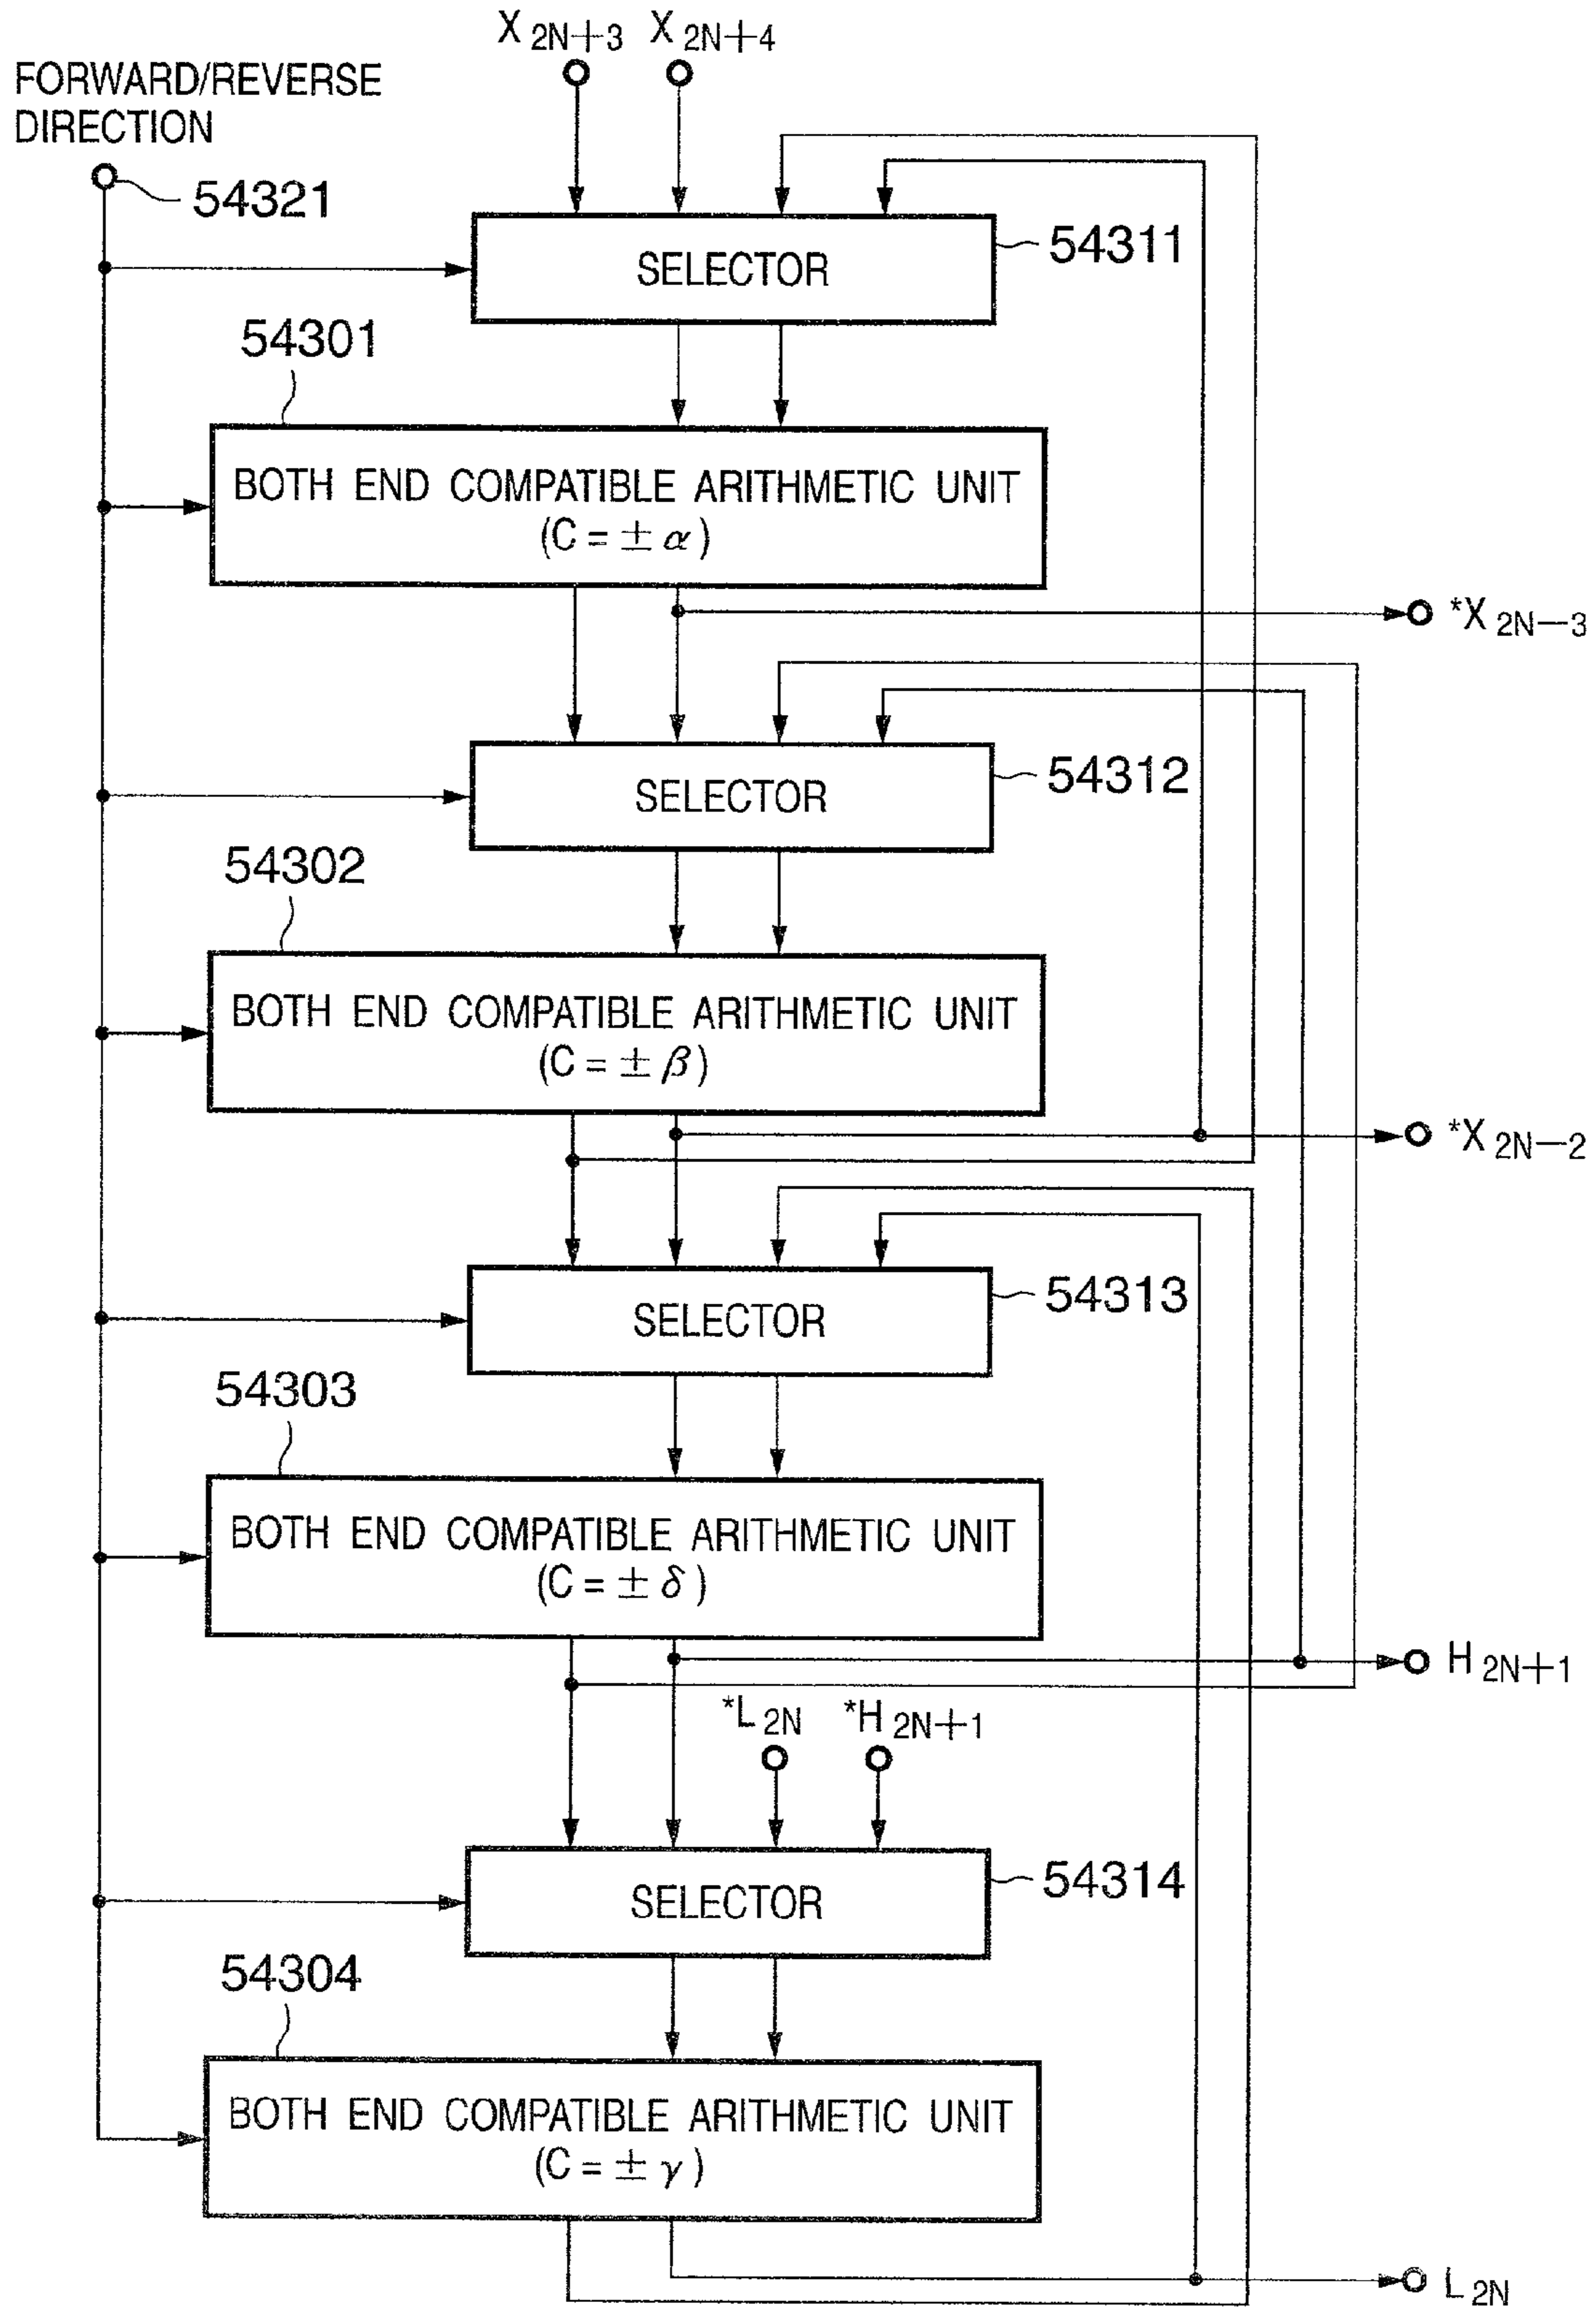 X 2N+3 X 2N+4
FORWARD/REVERSE
DIRECTION
54321
SELECTOR
54311
54301
BOTH END COMPATIBLE ARITHMETIC UNIT
(C = ± α)
*X 2N−3
SELECTOR
54312
54302
BOTH END COMPATIBLE ARITHMETIC UNIT
(C = ± β)
*X 2N−2
SELECTOR
54313
54303
BOTH END COMPATIBLE ARITHMETIC UNIT
(C = ± δ)
H 2N+1
*L 2N *H 2N+1
SELECTOR
54314
54304
BOTH END COMPATIBLE ARITHMETIC UNIT
(C = ± γ)
L 2N